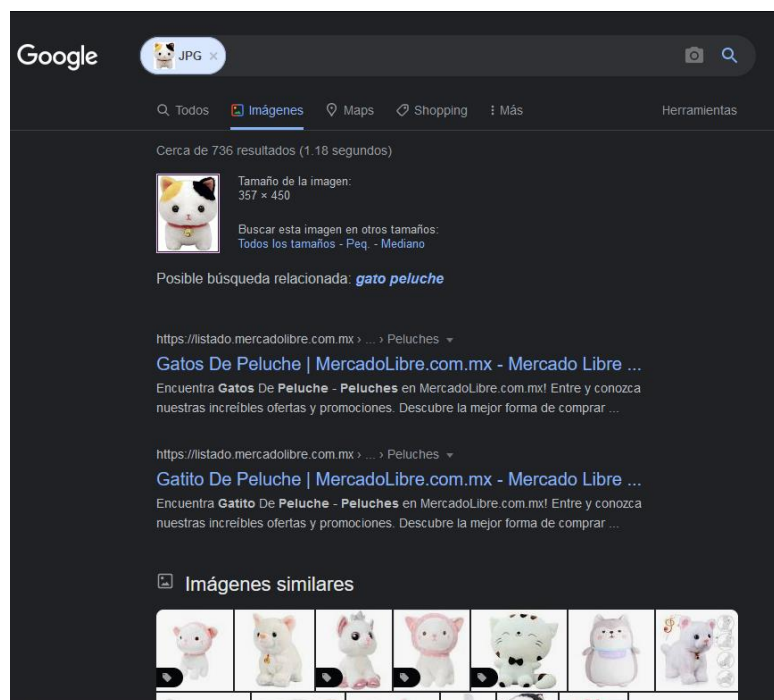 Google
JPG ×
Todos Imágenes Maps Shopping Más Herramientas
Cerca de 736 resultados (1.18 segundos)
Tamaño de la imagen:
357 × 450
Buscar esta imagen en otros tamaños:
Todos los tamaños - Peq. - Mediano
Posible búsqueda relacionada: gato peluche
https://listado.mercadolibre.com.mx › ... › Peluches
Gatos De Peluche | MercadoLibre.com.mx - Mercado Libre ...
Encuentra Gatos De Peluche - Peluches en MercadoLibre.com.mx! Entre y conozca
nuestras increíbles ofertas y promociones. Descubre la mejor forma de comprar ...
https://listado.mercadolibre.com.mx › ... › Peluches
Gatito De Peluche | MercadoLibre.com.mx - Mercado Libre ...
Encuentra Gatito De Peluche - Peluches en MercadoLibre.com.mx! Entre y conozca
nuestras increíbles ofertas y promociones. Descubre la mejor forma de comprar ...
Imágenes similares